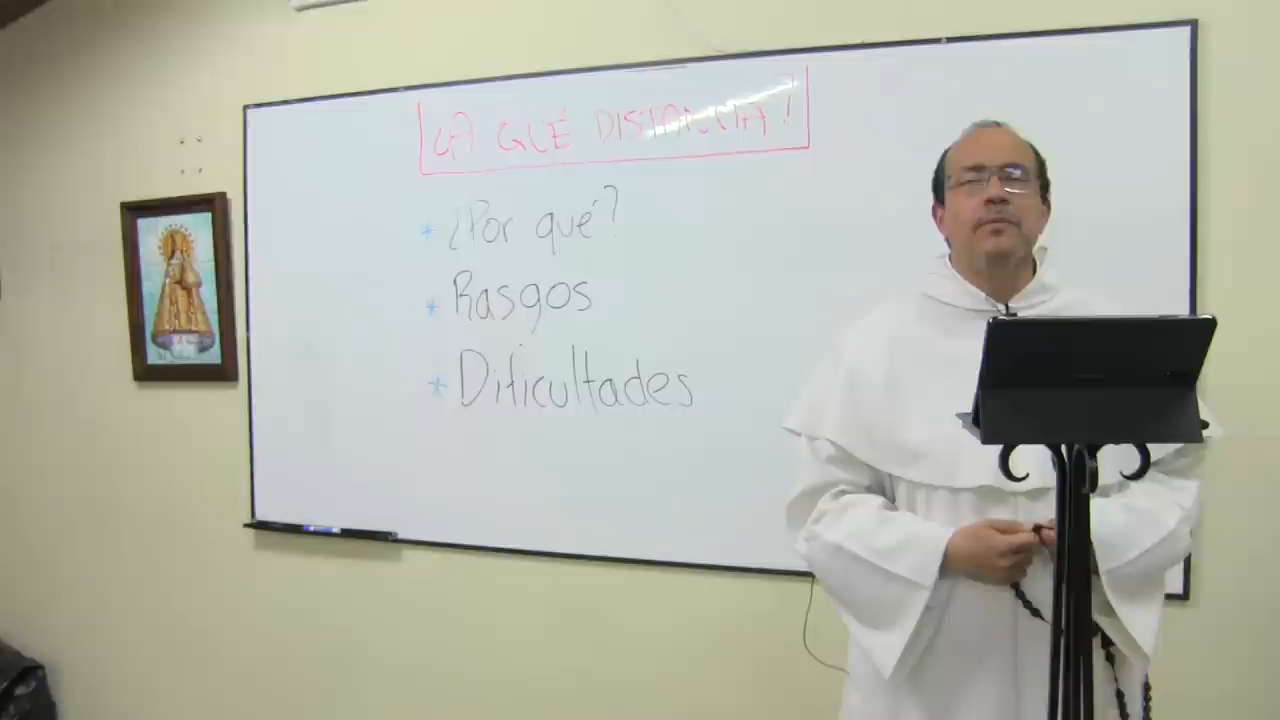 ¿A QUÉ DISTANCIA?
* ¿Por qué?
* Rasgos
* Dificultades